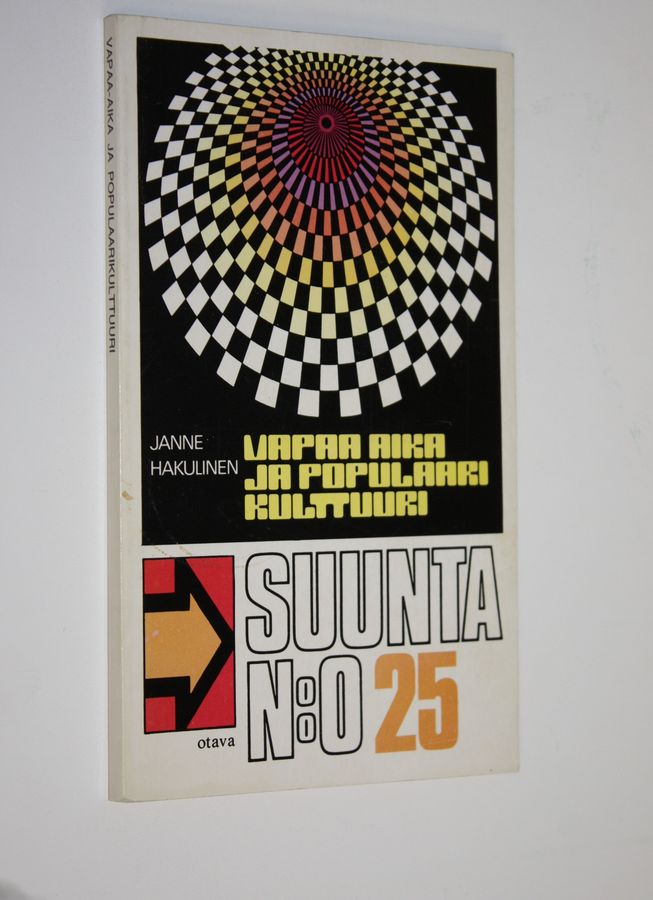 VAPAA-AIKA JA POPULAARIKULTTUURI
JANNE
HAKULINEN
VAPAA AIKA
JA POPULAARI
KULTTUURI
SUUNTA
N:O 25
otava